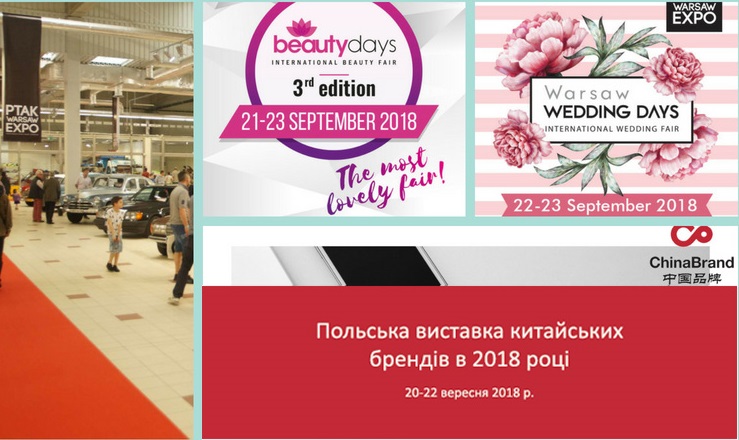 PTAK
WARSAW
EXPO
beautydays
INTERNATIONAL BEAUTY FAIR
3rd edition
21-23 SEPTEMBER 2018
The most
lovely fair!
WARSAW
EXPO
Warsaw
WEDDING DAYS
INTERNATIONAL WEDDING FAIR
22-23 September 2018
ChinaBrand
中国品牌
Польська виставка китайських
брендів в 2018 році
20-22 вересня 2018 р.